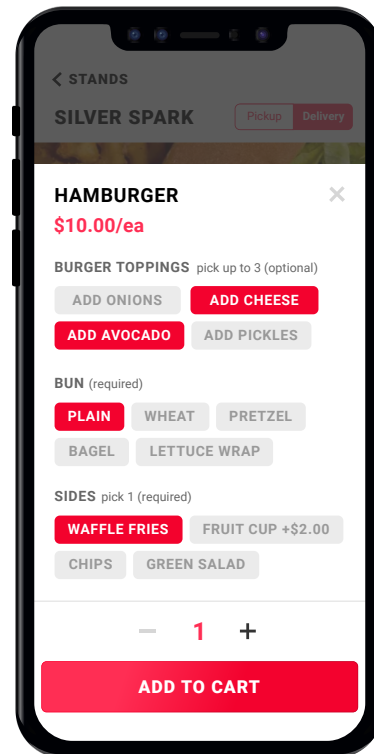 STANDS
SILVER SPARK Pickup Delivery
HAMBURGER
$10.00/ea
BURGER TOPPINGS pick up to 3 (optional)
ADD ONIONS ADD CHEESE
ADD AVOCADO ADD PICKLES
BUN (required)
PLAIN WHEAT PRETZEL
BAGEL LETTUCE WRAP
SIDES pick 1 (required)
WAFFLE FRIES FRUIT CUP +$2.00
CHIPS GREEN SALAD
1
ADD TO CART